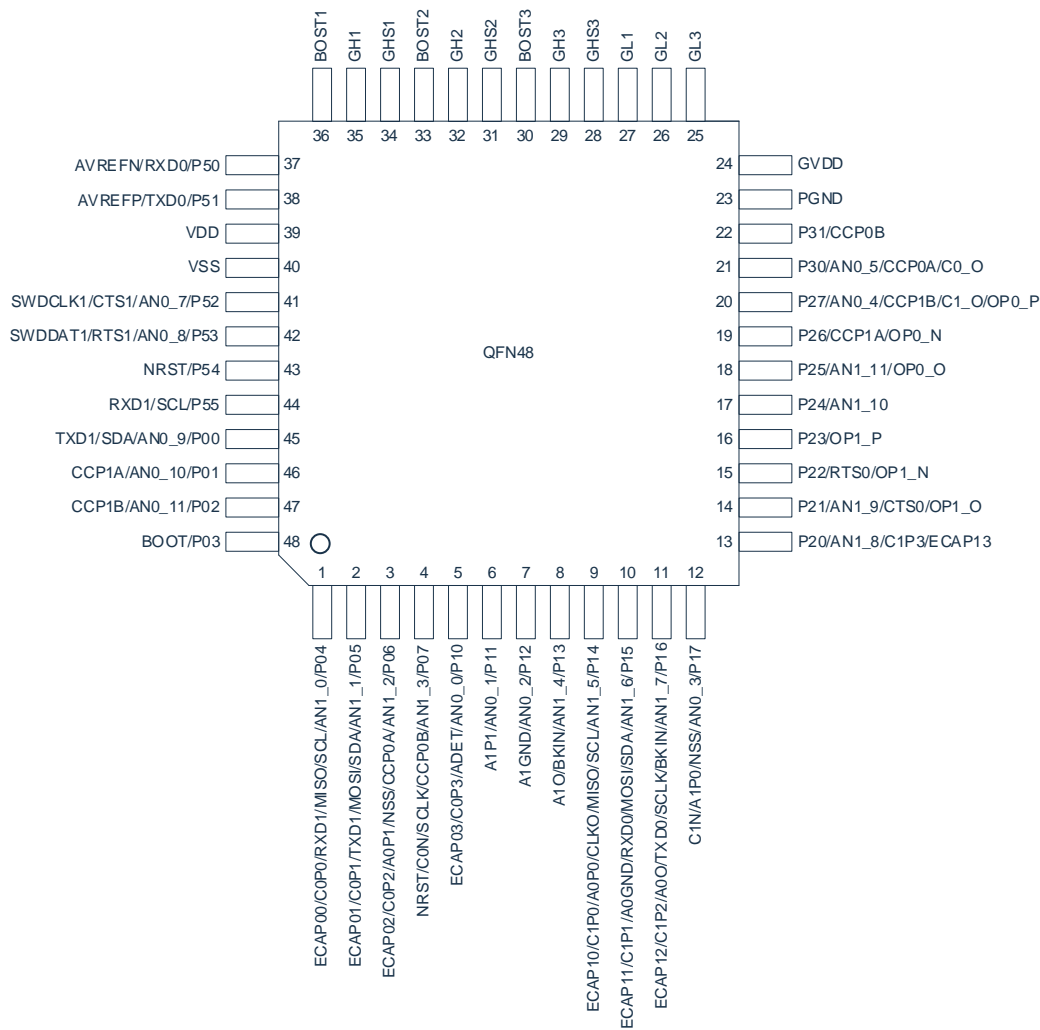 BOST1
GH1
GHS1
BOST2
GH2
GHS2
BOST3
GH3
GHS3
GL1
GL2
GL3
36
35
34
33
32
31
30
29
28
27
26
25
AVREFN/RXD0/P50 37
AVREFP/TXD0/P51 38
VDD 39
VSS 40
SWDCLK1/CTS1/AN0_7/P52 41
SWDDAT1/RTS1/AN0_8/P53 42
NRST/P54 43
RXD1/SCL/P55 44
TXD1/SDA/AN0_9/P00 45
CCP1A/AN0_10/P01 46
CCP1B/AN0_11/P02 47
BOOT/P03 48
QFN48
24 GVDD
23 PGND
22 P31/CCP0B
21 P30/AN0_5/CCP0A/C0_O
20 P27/AN0_4/CCP1B/C1_O/OP0_P
19 P26/CCP1A/OP0_N
18 P25/AN1_11/OP0_O
17 P24/AN1_10
16 P23/OP1_P
15 P22/RTS0/OP1_N
14 P21/AN1_9/CTS0/OP1_O
13 P20/AN1_8/C1P3/ECAP13
1
2
3
4
5
6
7
8
9
10
11
12
ECAP00/C0P0/RXD1/MISO/SCL/AN1_0/P04
ECAP01/C0P1/TXD1/MOSI/SDA/AN1_1/P05
ECAP02/C0P2/A0P1/NSS/CCP0A/AN1_2/P06
NRST/C0N/SCLK/CCP0B/AN1_3/P07
ECAP03/C0P3/ADET/AN0_0/P10
A1P1/AN0_1/P11
A1GND/AN0_2/P12
A1O/BKIN/AN1_4/P13
ECAP10/C1P0/A0P0/CLKO/MISO/SCL/AN1_5/P14
ECAP11/C1P1/A0GND/RXD0/MOSI/SDA/AN1_6/P15
ECAP12/C1P2/A0O/TXD0/SCLK/BKIN/AN1_7/P16
C1N/A1P0/NSS/AN0_3/P17